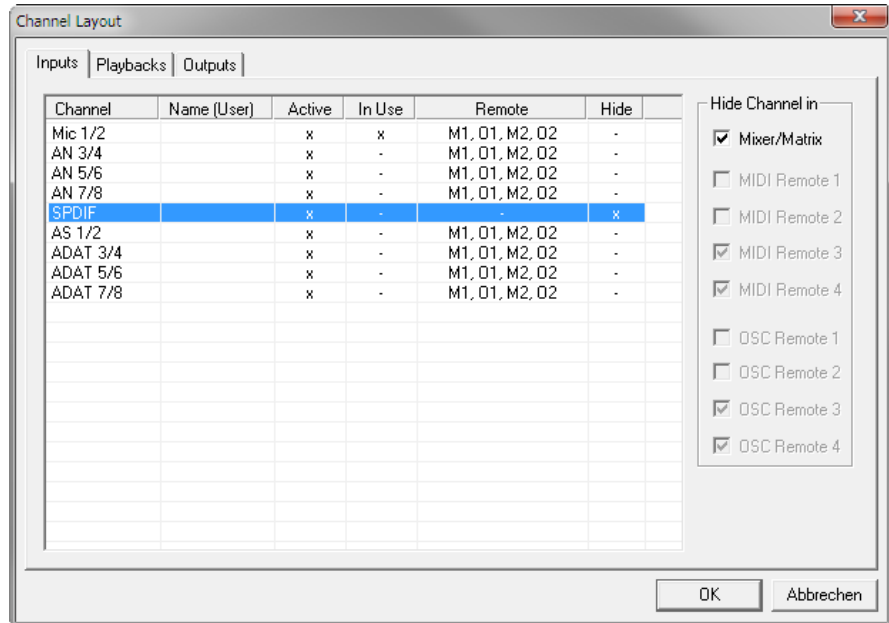 Channel Layout
Inputs Playbacks Outputs
Channel Name (User) Active In Use Remote Hide
Mic 1/2 x x M1, O1, M2, O2 -
AN 3/4 x - M1, O1, M2, O2 -
AN 5/6 x - M1, O1, M2, O2 -
AN 7/8 x - M1, O1, M2, O2 -
SPDIF x - - x
AS 1/2 x - M1, O1, M2, O2 -
ADAT 3/4 x - M1, O1, M2, O2 -
ADAT 5/6 x - M1, O1, M2, O2 -
ADAT 7/8 x - M1, O1, M2, O2 -
Hide Channel in
Mixer/Matrix
MIDI Remote 1
MIDI Remote 2
MIDI Remote 3
MIDI Remote 4
OSC Remote 1
OSC Remote 2
OSC Remote 3
OSC Remote 4
OK Abbrechen